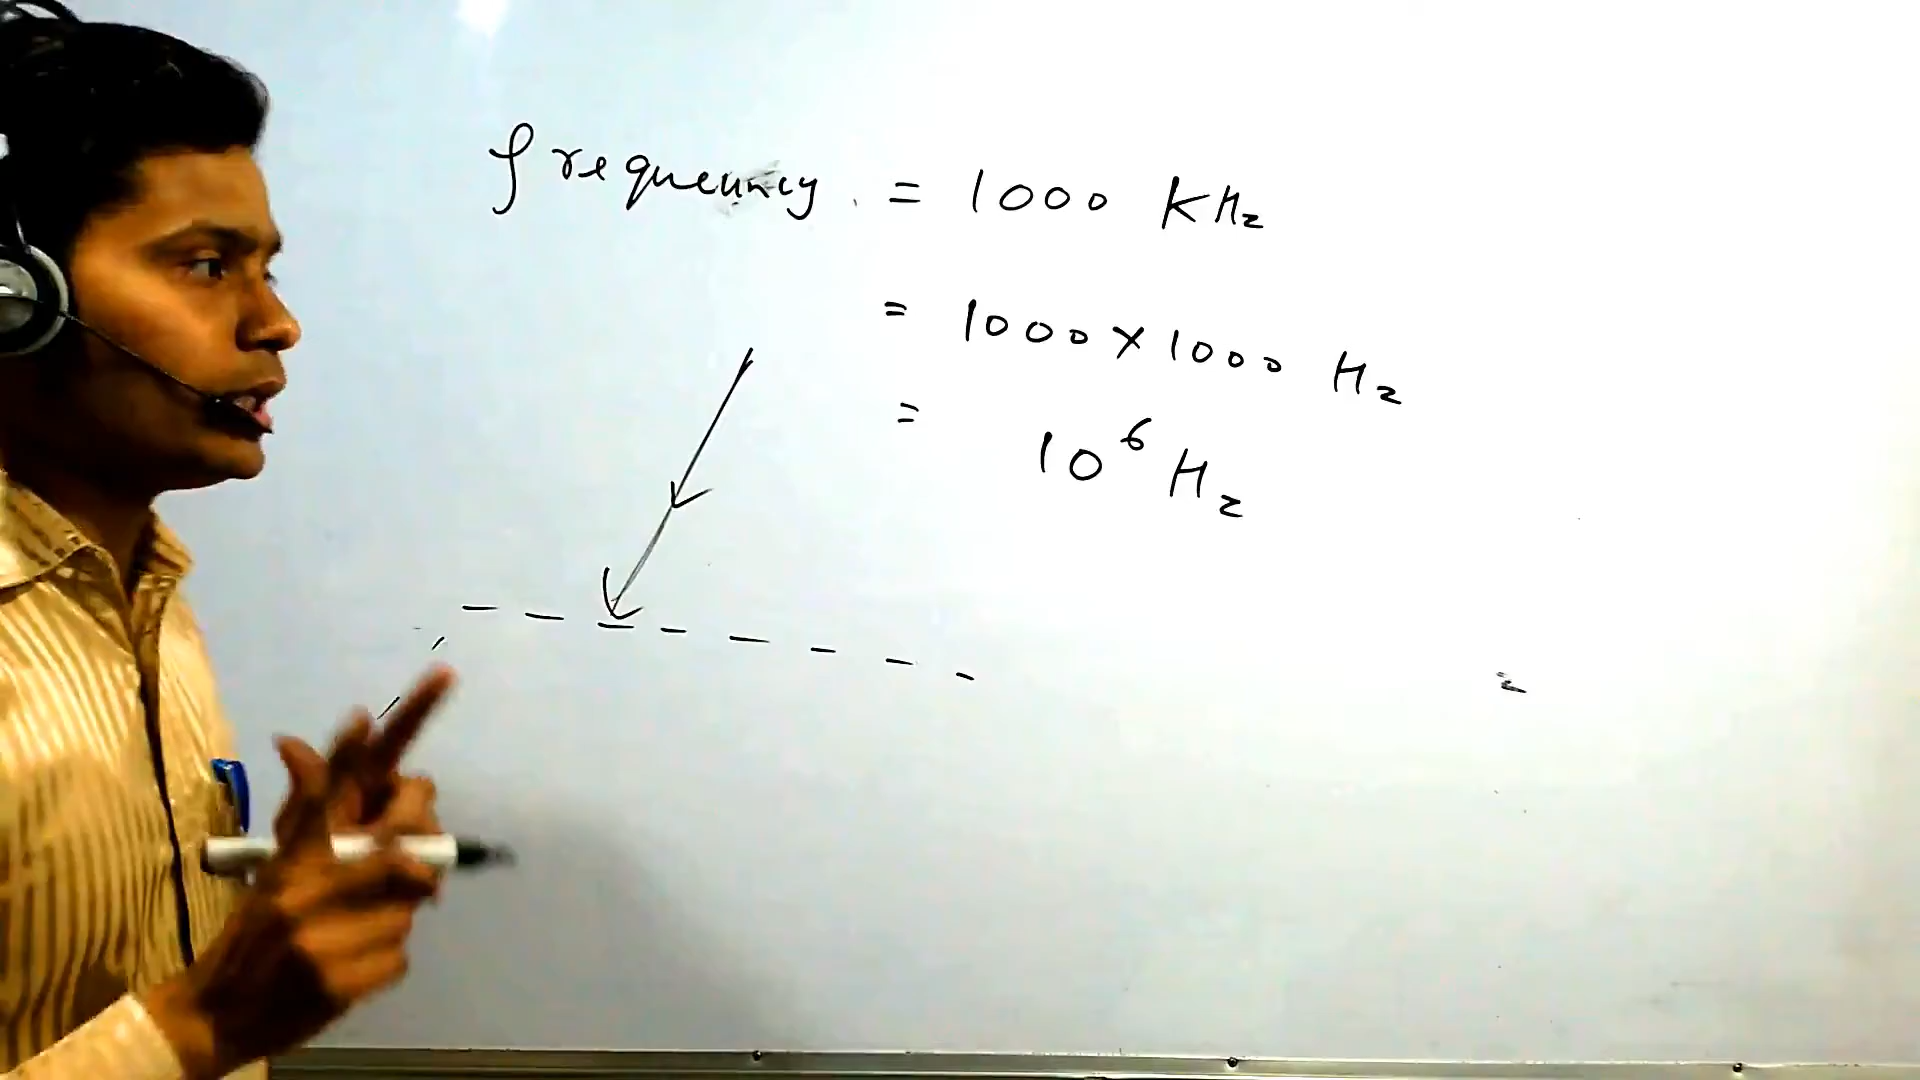 frequency = 1000 KHz
= 1000 × 1000 Hz
= 10⁶ Hz